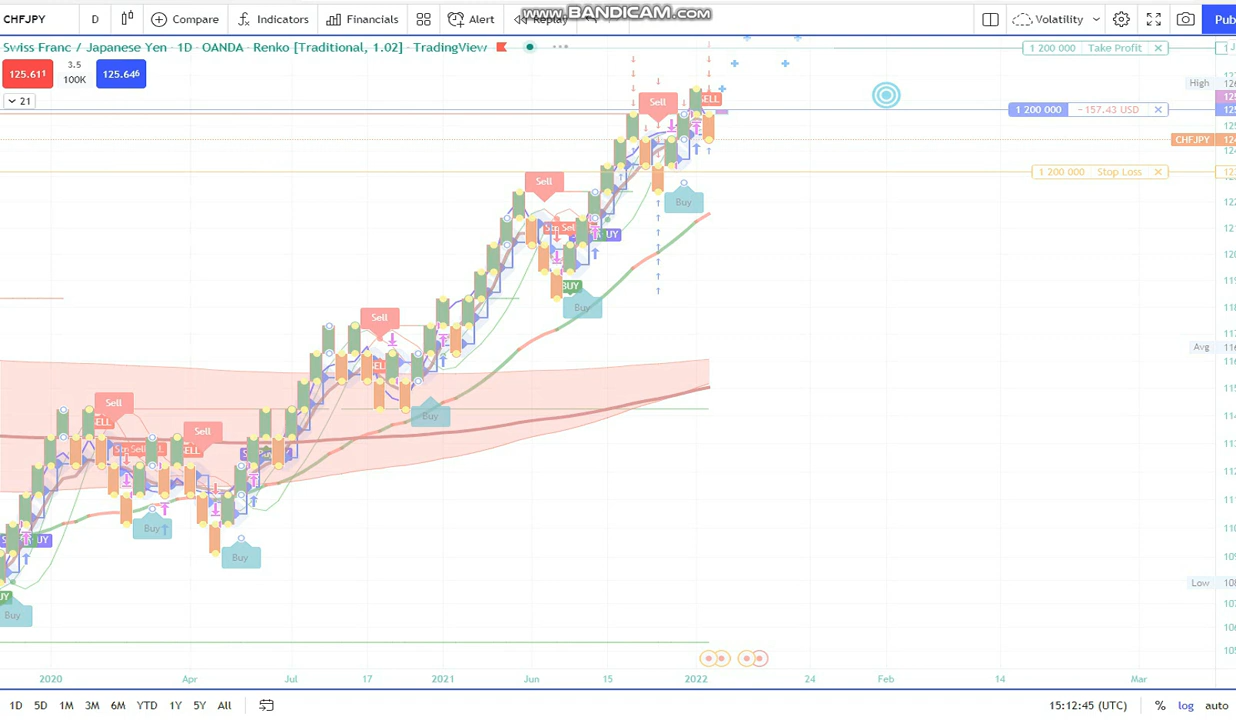 CHFJPY D Compare Indicators Financials Alert Replay Volatility Pub
www.BANDICAM.com
Swiss Franc / Japanese Yen · 1D · OANDA · Renko [Traditional, 1.02] · TradingView
1 200 000 Take Profit
125.611 3.5 125.646
100K
21
High
1 200 000 -157.43 USD
Sell
SELL
CHFJPY
1 200 000 Stop Loss
Sell
Buy
BUY
Buy
Sell
Avg
Buy
Sell
Sell
Buy
Buy
Low
Buy
2020 Apr Jul 17 2021 Jun 15 2022 24 Feb 14 Mar
1D 5D 1M 3M 6M YTD 1Y 5Y All 15:12:45 (UTC) % log auto